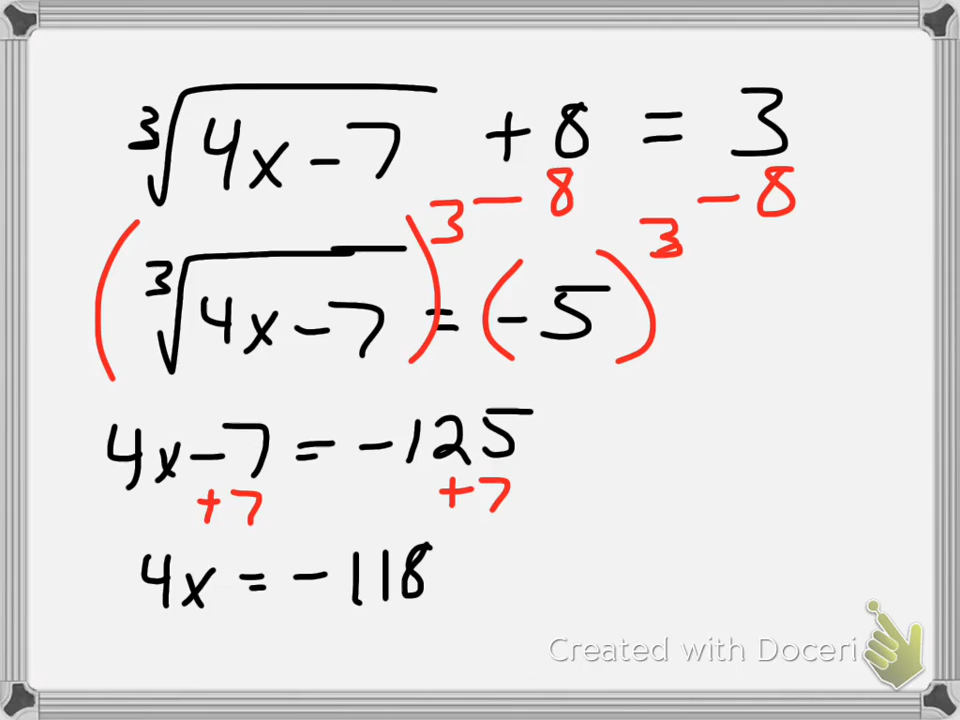 ∛(4x-7) + 8 = 3
- 8 - 8
(∛(4x-7))³ = (-5)³
4x-7 = -125
+7 +7
4x = -118
Created with Doceri